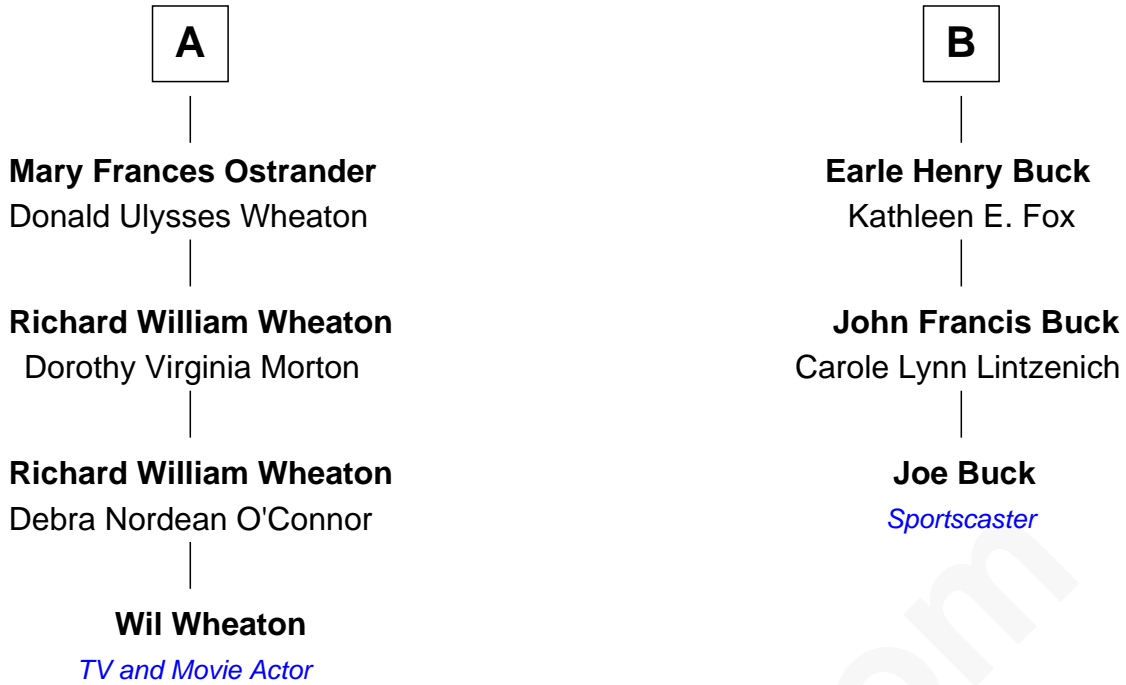 A
Mary Frances Ostrander
Donald Ulysses Wheaton
Richard William Wheaton
Dorothy Virginia Morton
Richard William Wheaton
Debra Nordean O'Connor
Wil Wheaton
TV and Movie Actor
B
Earle Henry Buck
Kathleen E. Fox
John Francis Buck
Carole Lynn Lintzenich
Joe Buck
Sportscaster
om